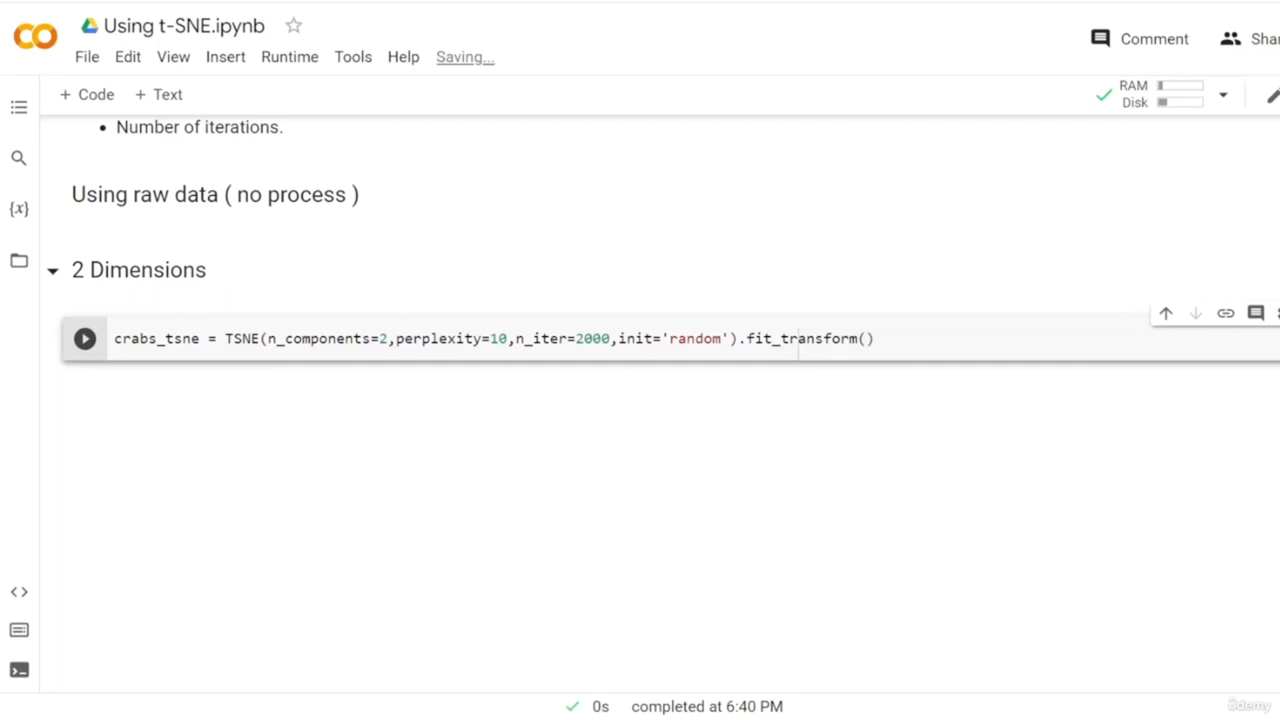 Using t-SNE.ipynb
File Edit View Insert Runtime Tools Help Saving...
Comment
+ Code + Text
RAM
Disk
{x}
• Number of iterations.
Using raw data ( no process )
2 Dimensions
crabs_tsne = TSNE(n_components=2,perplexity=10,n_iter=2000,init='random').fit_transform()
0s completed at 6:40 PM
ûdemy